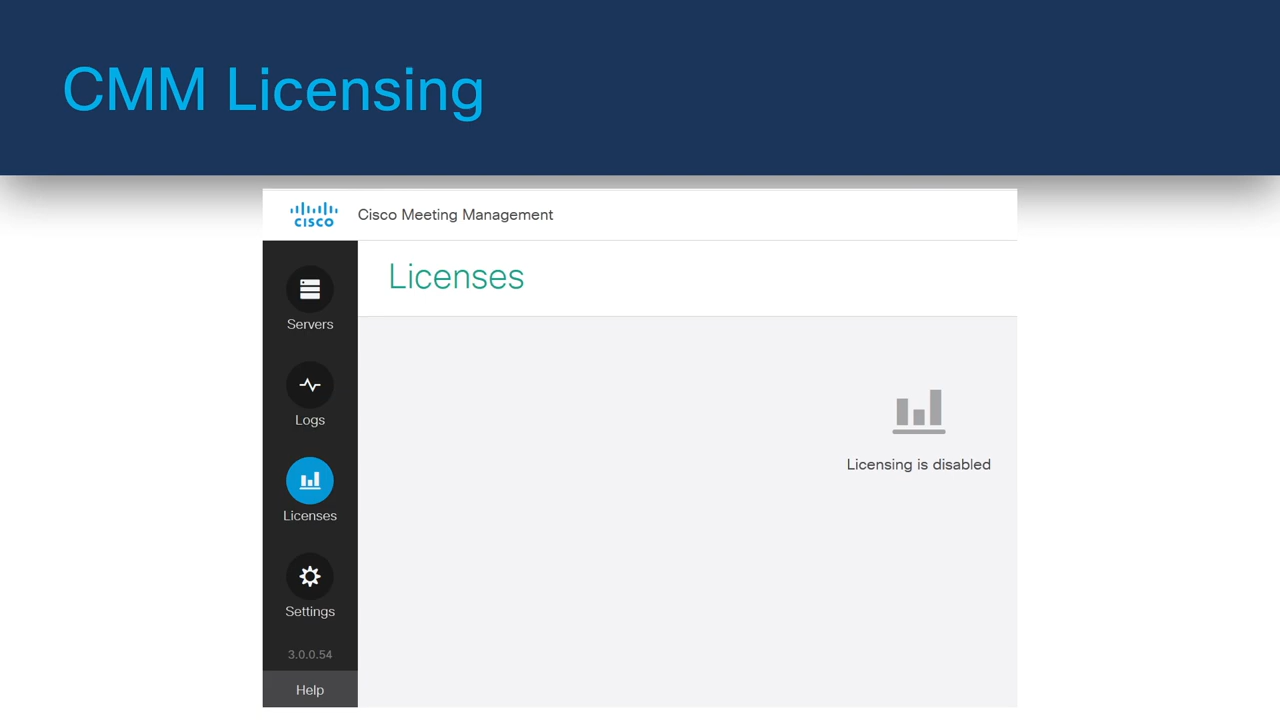 CMM Licensing
CISCO
Cisco Meeting Management
Licenses
Servers
Logs
Licensing is disabled
Licenses
Settings
3.0.0.54
Help